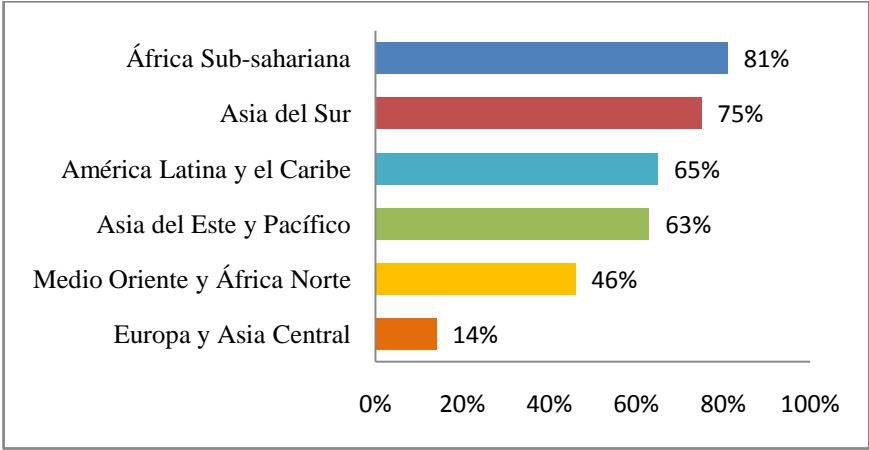 África Sub-sahariana 81%
Asia del Sur 75%
América Latina y el Caribe 65%
Asia del Este y Pacífico 63%
Medio Oriente y África Norte 46%
Europa y Asia Central 14%
0% 20% 40% 60% 80% 100%